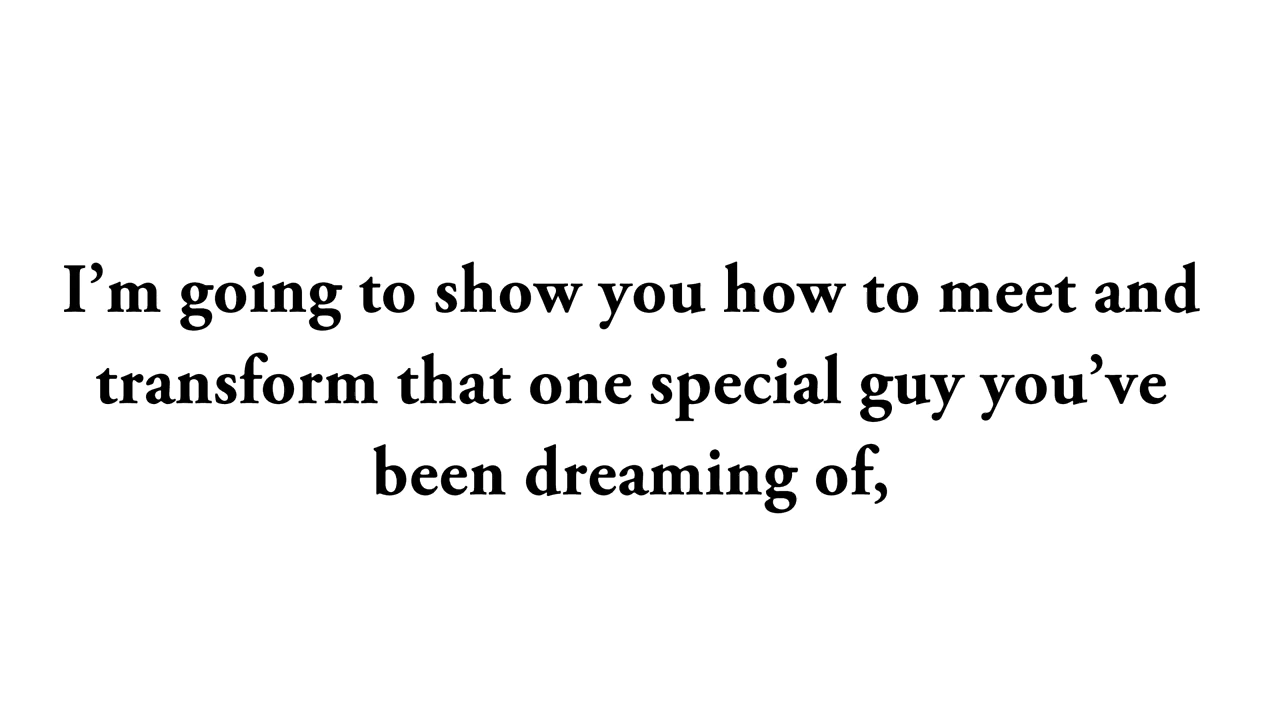 I’m going to show you how to meet and
transform that one special guy you’ve
been dreaming of,